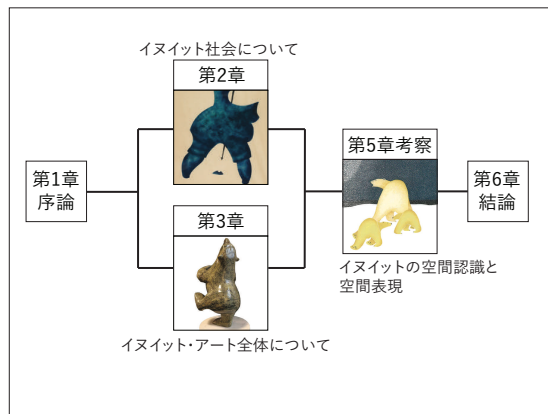 イヌイット社会について
第2章
第1章
序論
第3章
イヌイット・アート全体について
第5章考察
イヌイットの空間認識と
空間表現
第6章
結論